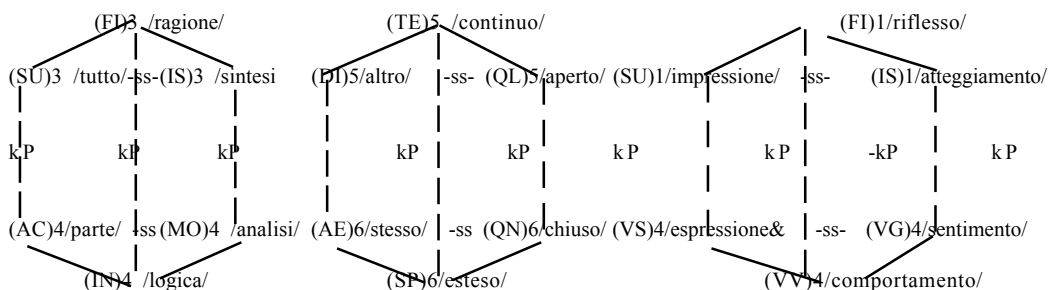 (FI)3 /ragione/ (TE)5 /continuo/ (FI)1/riflesso/
(SU)3 /tutto/-ss-(IS)3 /sintesi (DI)5/altro/ -ss- (QL)5/aperto/ (SU)1/impressione/ -ss- (IS)1/atteggiamento/
kP kP kP kP kP kP kP -kP kP
(AC)4/parte/ -ss (MO)4 /analisi/ (AE)6/stesso/ -ss (QN)6/chiuso/ (VS)4/espressione& -ss- (VG)4/sentimento/
(IN)4 /logica/ (SP)6/esteso/ (VV)4/comportamento/